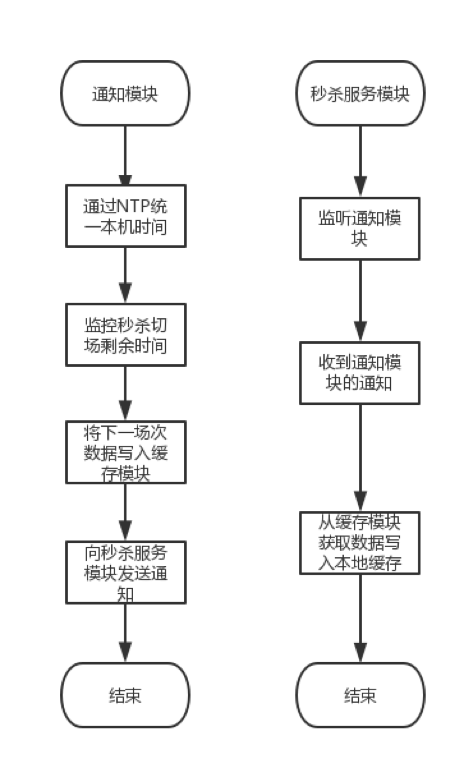 通知模块
通过NTP统
一本机时间
监控秒杀切
场剩余时间
将下一场次
数据写入缓
存模块
向秒杀服务
模块发送通
知
结束
秒杀服务模块
监听通知模
块
收到通知模
块的通知
从缓存模块
获取数据写
入本地缓存
结束